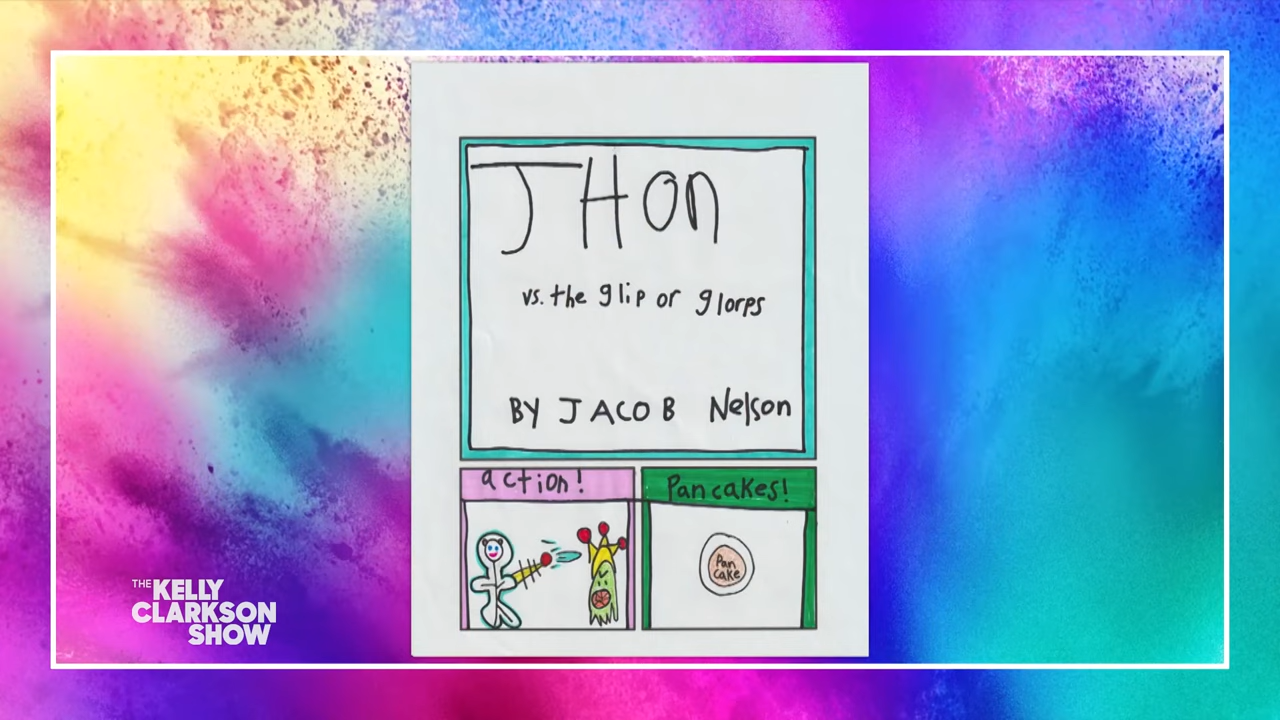 JHon
vs. the glip or glorps
BY JACOB Nelson
action!
Pancakes!
Pan
cake
THE
KELLY
CLARKSON
SHOW